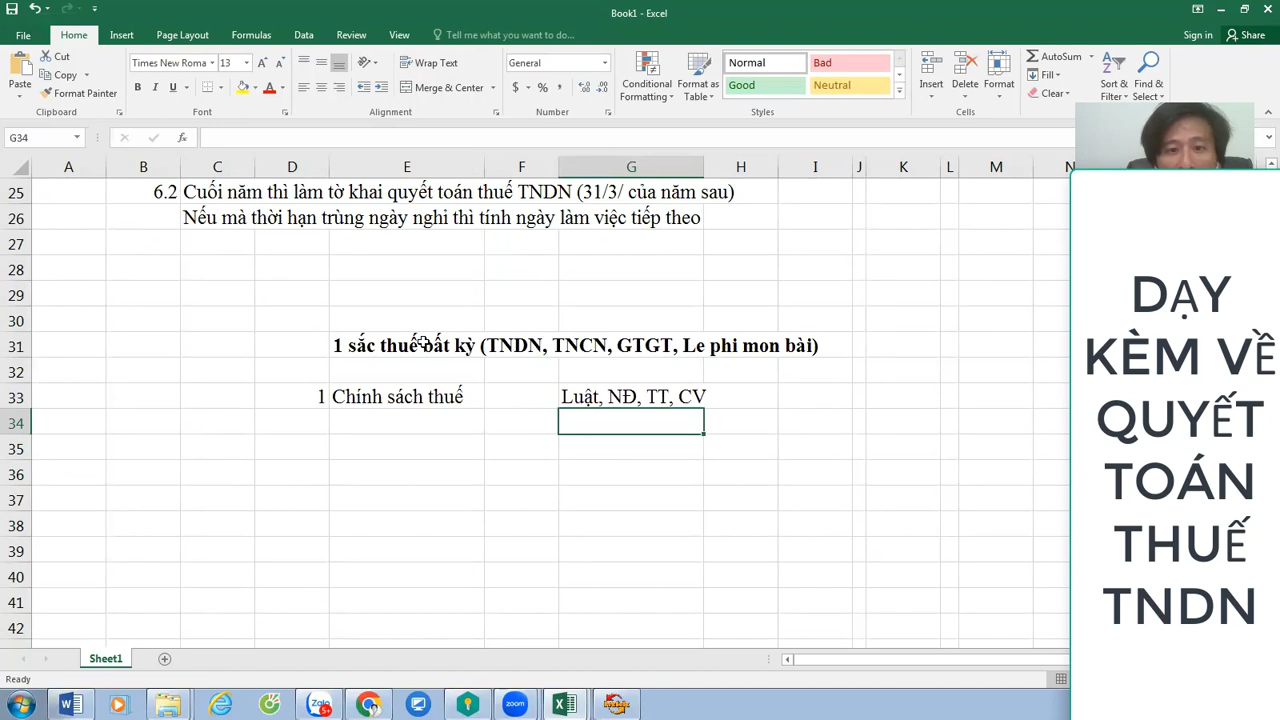 Book1 - Excel
File Home Insert Page Layout Formulas Data Review View Tell me what you want to do... Sign in Share
Paste Cut Copy Format Painter Clipboard
Times New Roma 13 B I U Font
Wrap Text Merge & Center Alignment
General $ % , Number
Conditional Formatting Format as Table Normal Bad Good Neutral Styles
Insert Delete Format Cells
AutoSum Fill Clear Sort & Filter Find & Select
G34 fx
A B C D E F G H I J K L M N
25 6.2 Cuối năm thì làm tờ khai quyết toán thuế TNDN (31/3/ của năm sau)
26 Nếu mà thời hạn trùng ngày nghỉ thì tính ngày làm việc tiếp theo
27
28
29
30
31 1 sắc thuế bất kỳ (TNDN, TNCN, GTGT, Le phi mon bài)
32
33 1 Chính sách thuế Luật, NĐ, TT, CV
34
35
36
37
38
39
40
41
42
Sheet1
Ready
Zalo 5+ zoom
DẠY
KÈM VỀ
QUYẾT
TOÁN
THUẾ
TNDN